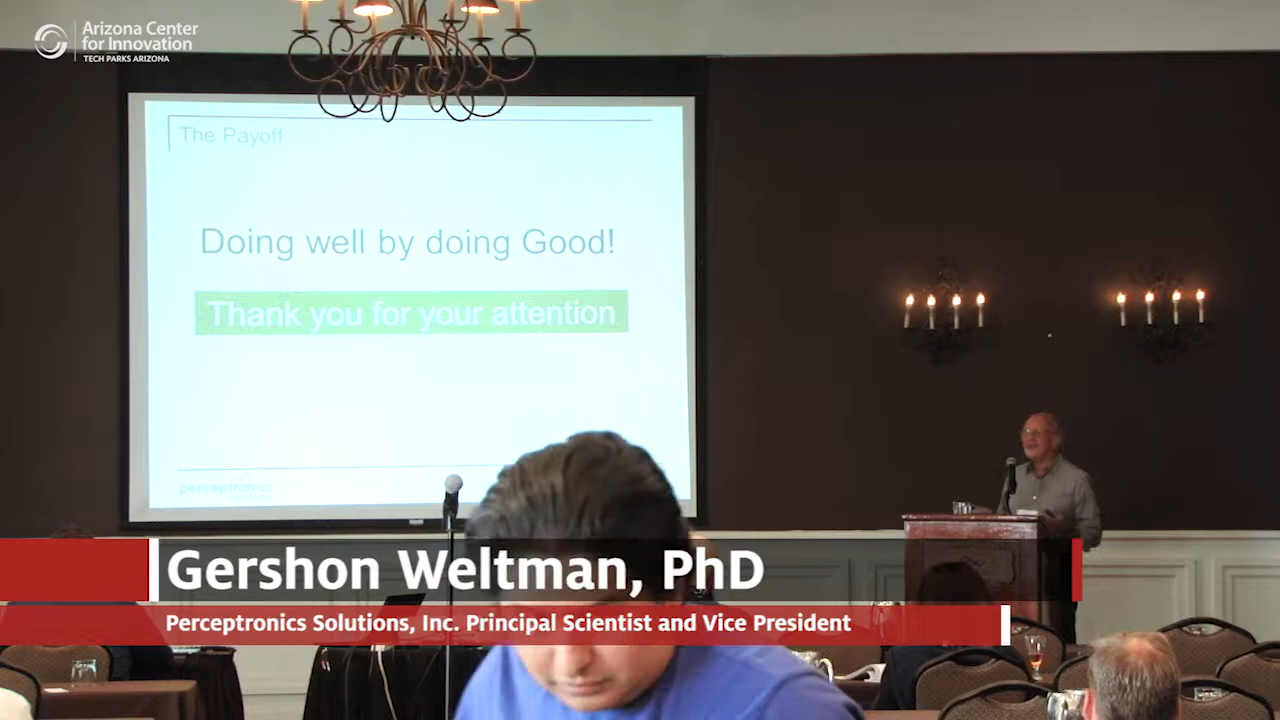 Arizona Center
for Innovation
TECH PARKS ARIZONA
The Payoff
Doing well by doing Good!
Thank you for your attention
perceptronics
Gershon Weltman, PhD
Perceptronics Solutions, Inc. Principal Scientist and Vice President